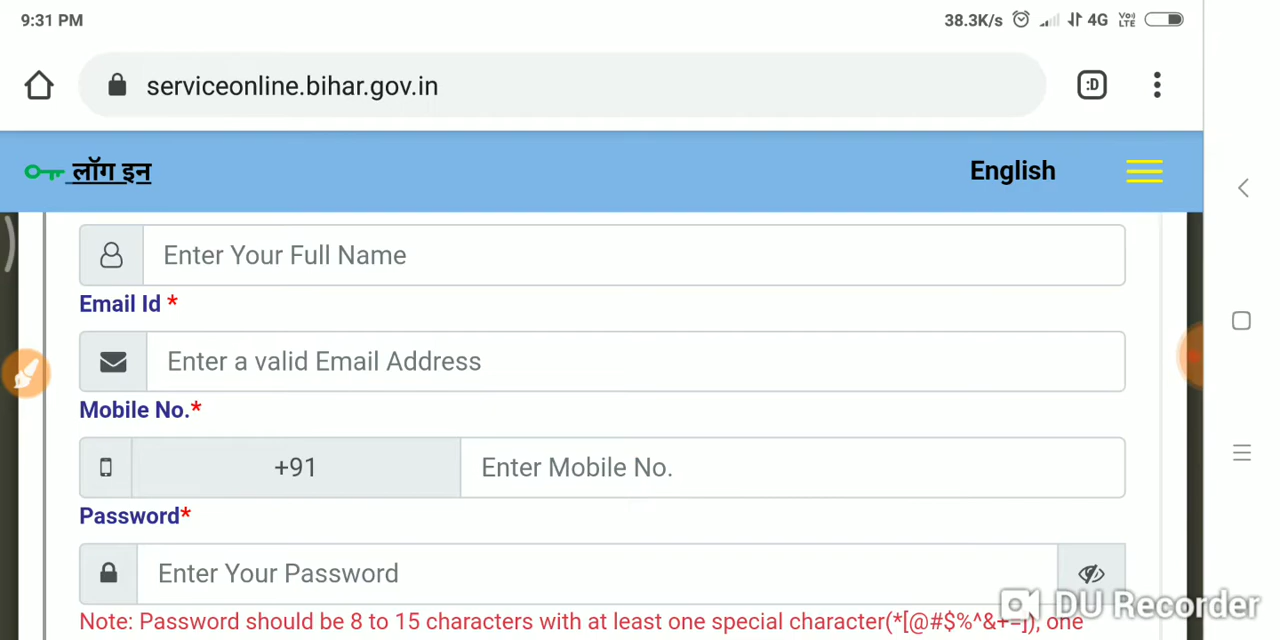 9:31 PM 38.3K/s 4G Vo)) LTE
:D
serviceonline.bihar.gov.in
लॉग इन English
Enter Your Full Name
Email Id *
Enter a valid Email Address
Mobile No.*
+91 Enter Mobile No.
Password*
Enter Your Password
DU Recorder
Note: Password should be 8 to 15 characters with at least one special character(*[@#$%^&+=]), one